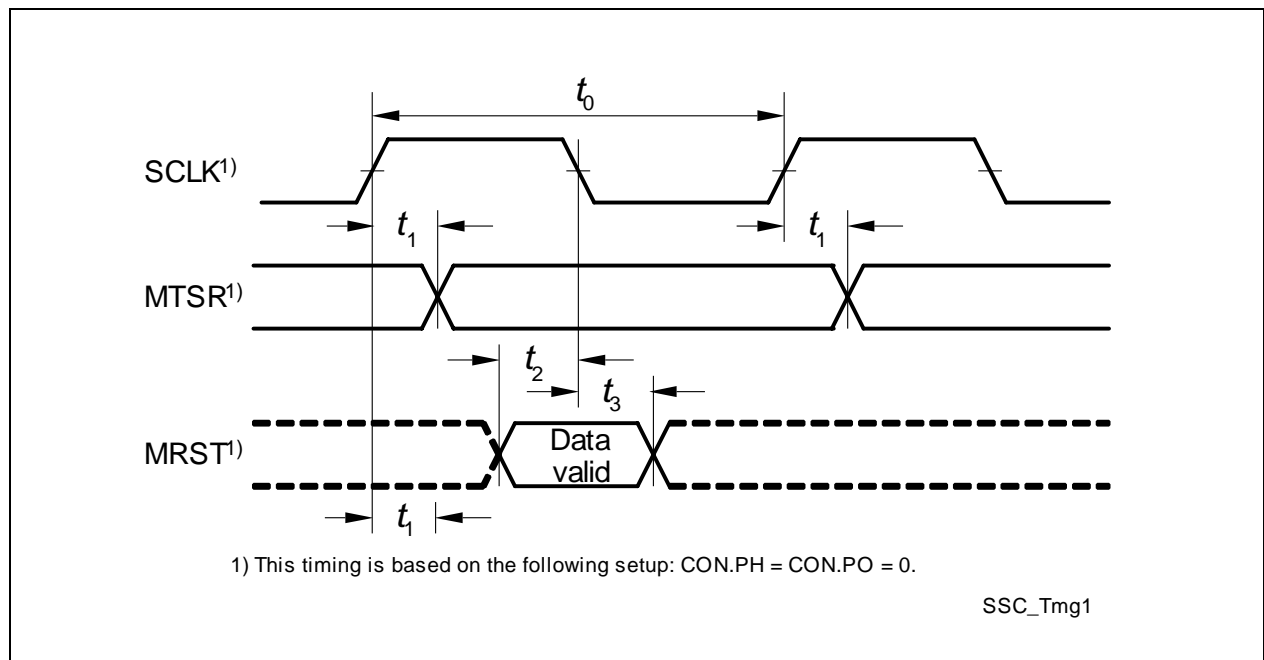 t0
SCLK1)
t1 t1
MTSR1)
t2
t3
MRST1)
Data
valid
t1
1) This timing is based on the following setup: CON.PH = CON.PO = 0.
SSC_Tmg1